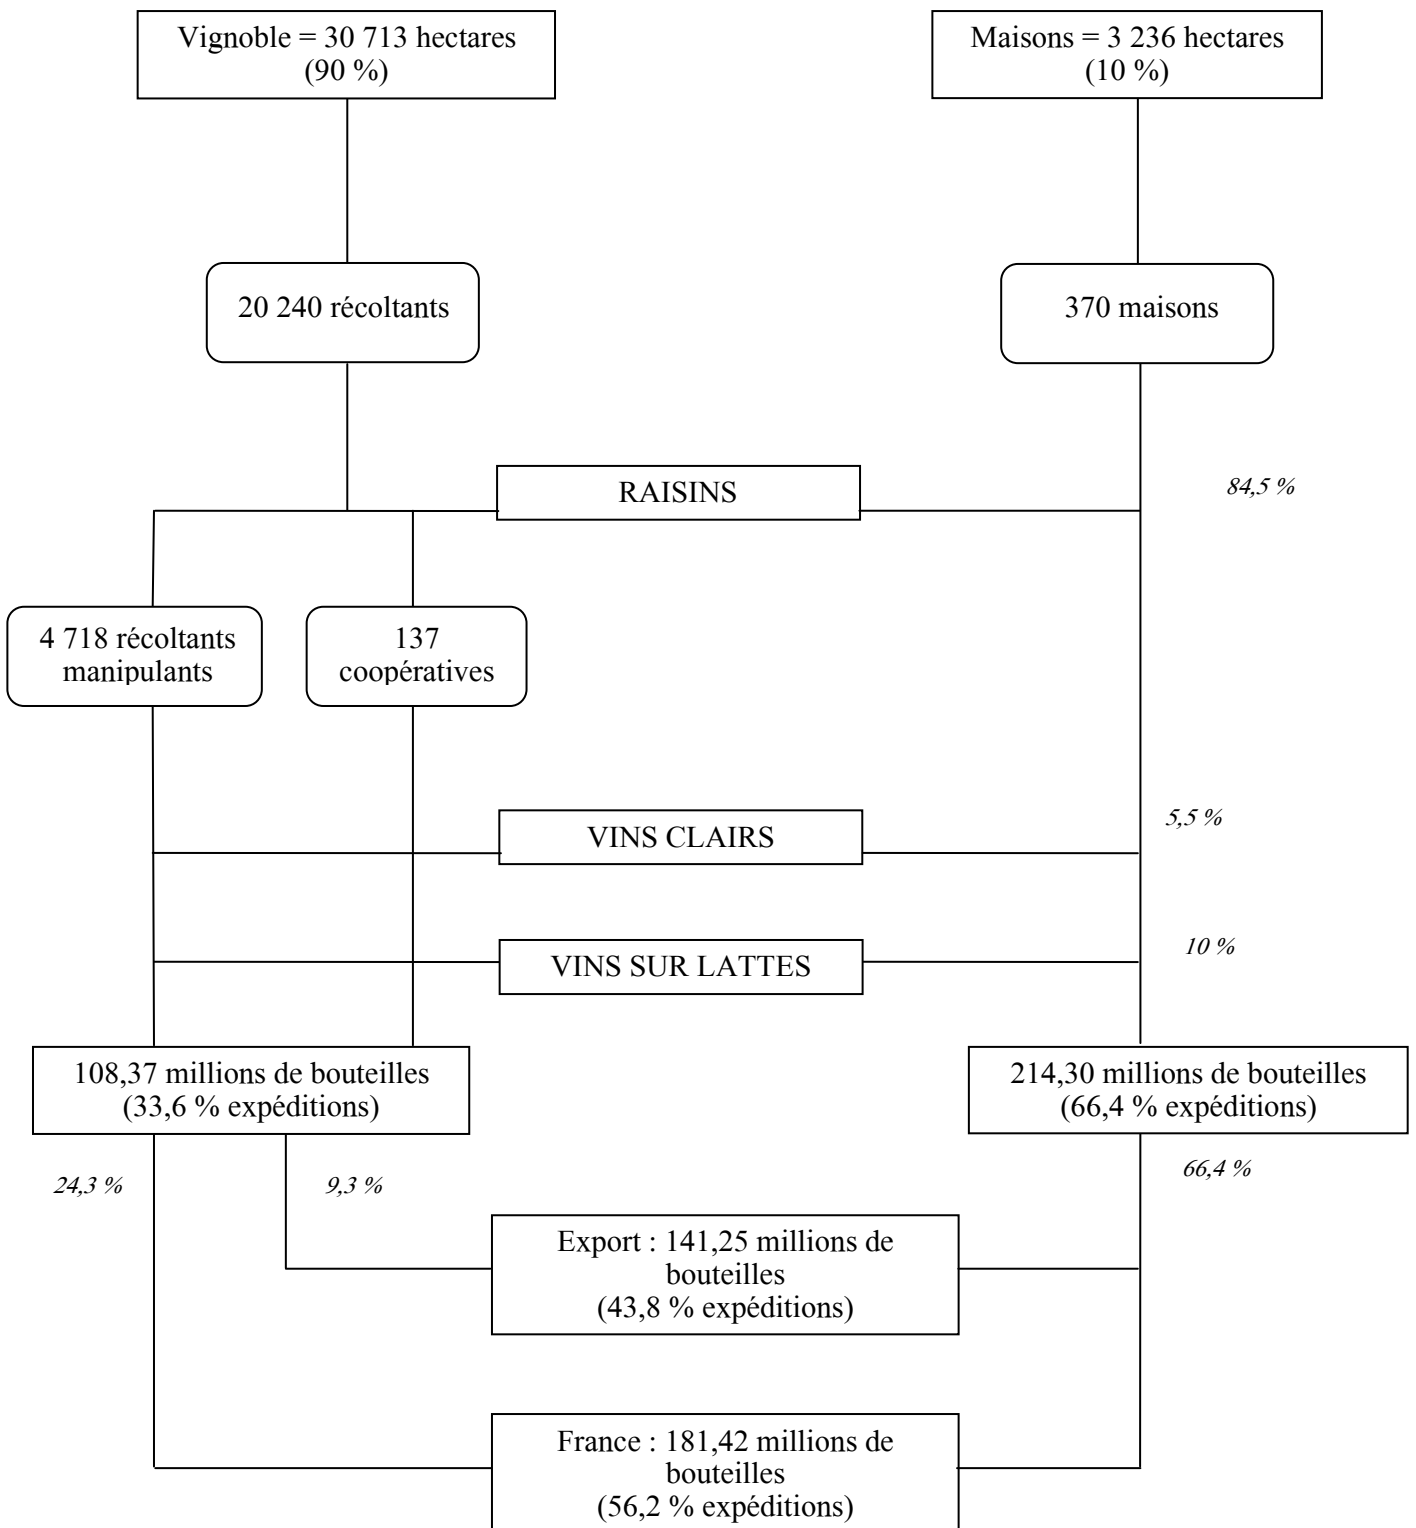 Vignoble = 30 713 hectares
(90 %)
Maisons = 3 236 hectares
(10 %)
20 240 récoltants
370 maisons
RAISINS
84,5 %
4 718 récoltants
manipulants
137
coopératives
VINS CLAIRS
5,5 %
VINS SUR LATTES
10 %
108,37 millions de bouteilles
(33,6 % expéditions)
214,30 millions de bouteilles
(66,4 % expéditions)
24,3 %
9,3 %
66,4 %
Export : 141,25 millions de
bouteilles
(43,8 % expéditions)
France : 181,42 millions de
bouteilles
(56,2 % expéditions)